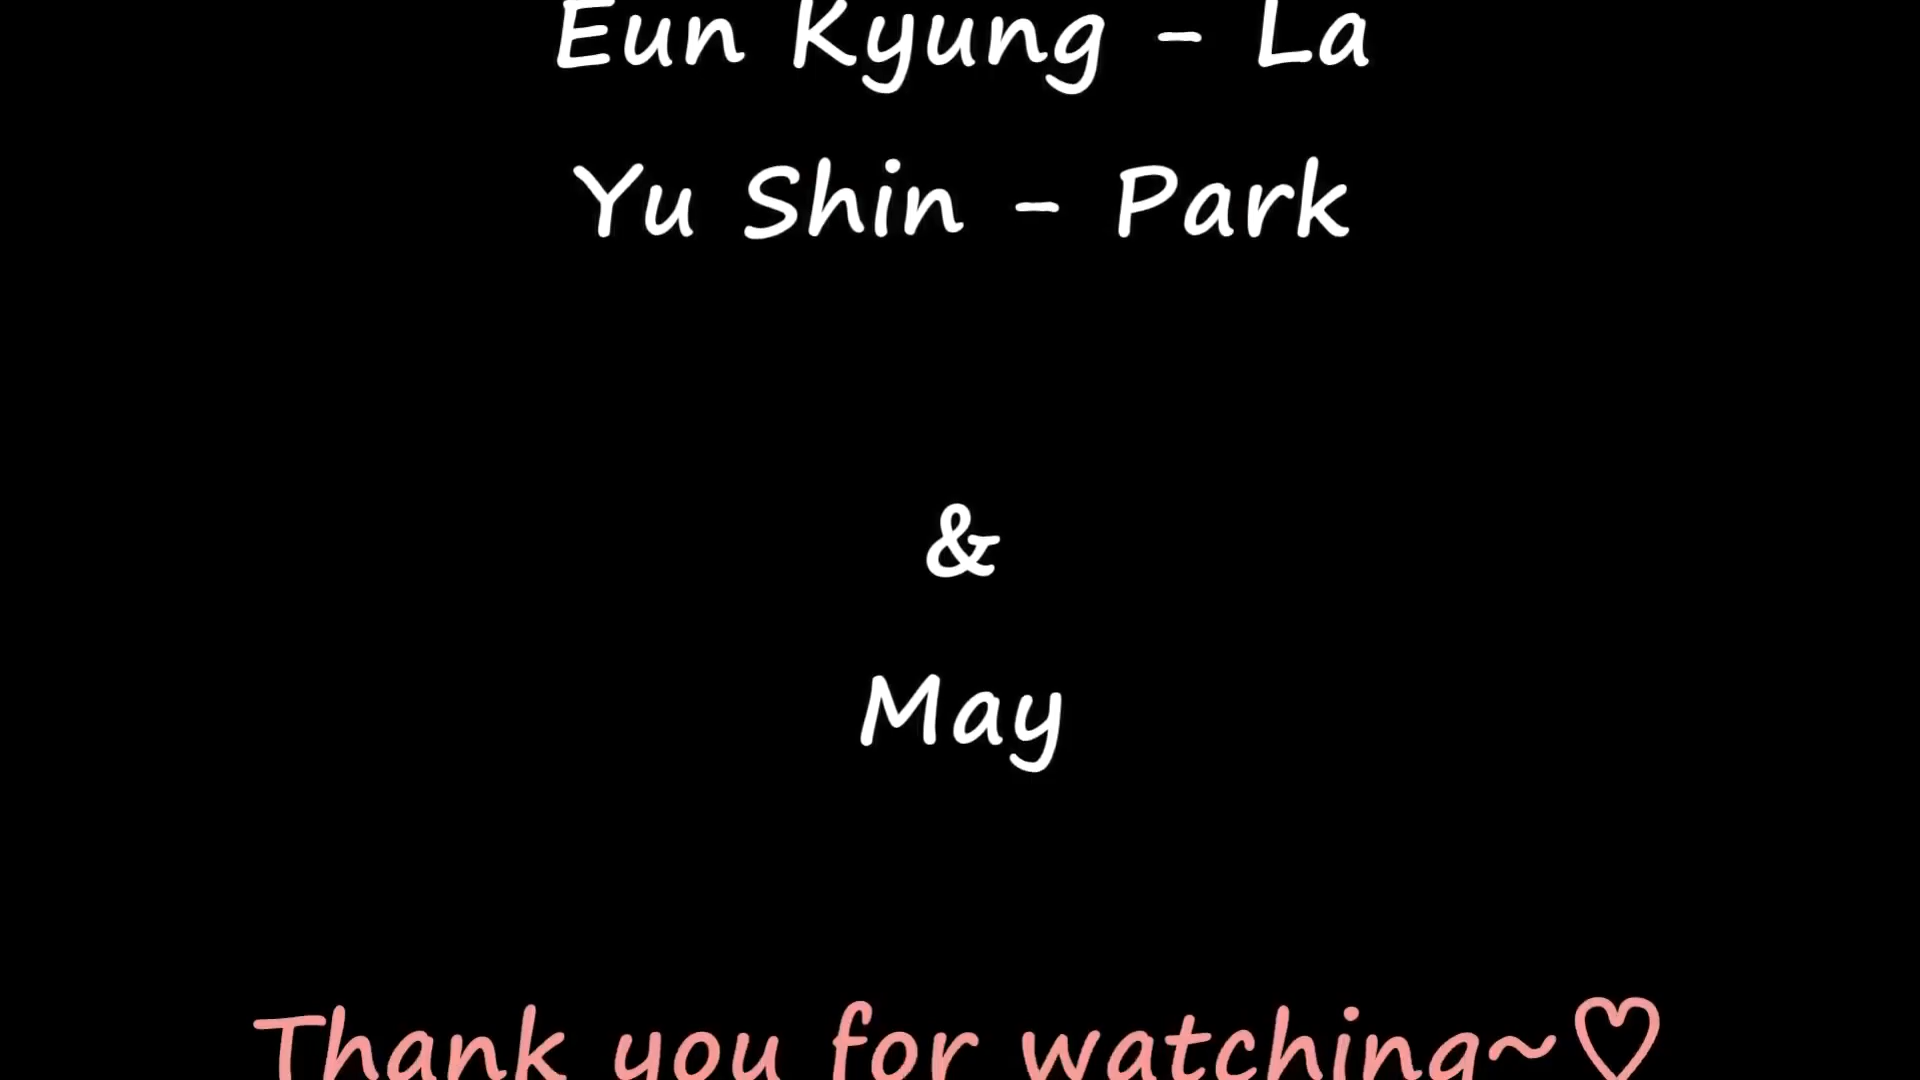 Eun Kyung - La
Yu Shin - Park
&
May
Thank you for watching~♡